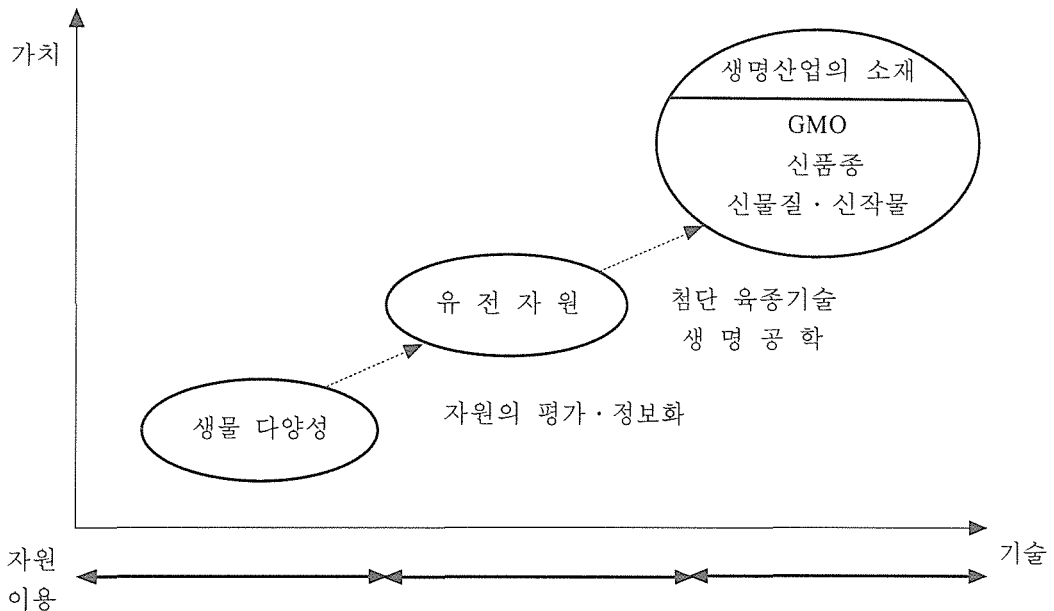 가치
생명산업의 소재
GMO
신품종
신물질 · 신작물
유 전 자 원
첨단 육종기술
생 명 공 학
생물 다양성
자원의 평가 · 정보화
기술
자원
이용